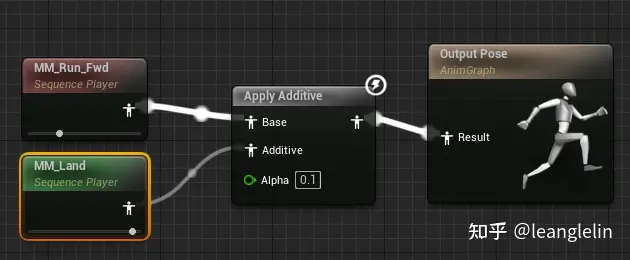 MM_Run_Fwd
Sequence Player
MM_Land
Sequence Player
Apply Additive
Base
Additive
Alpha 0.1
Output Pose
AnimGraph
Result
知乎 @leanglelin